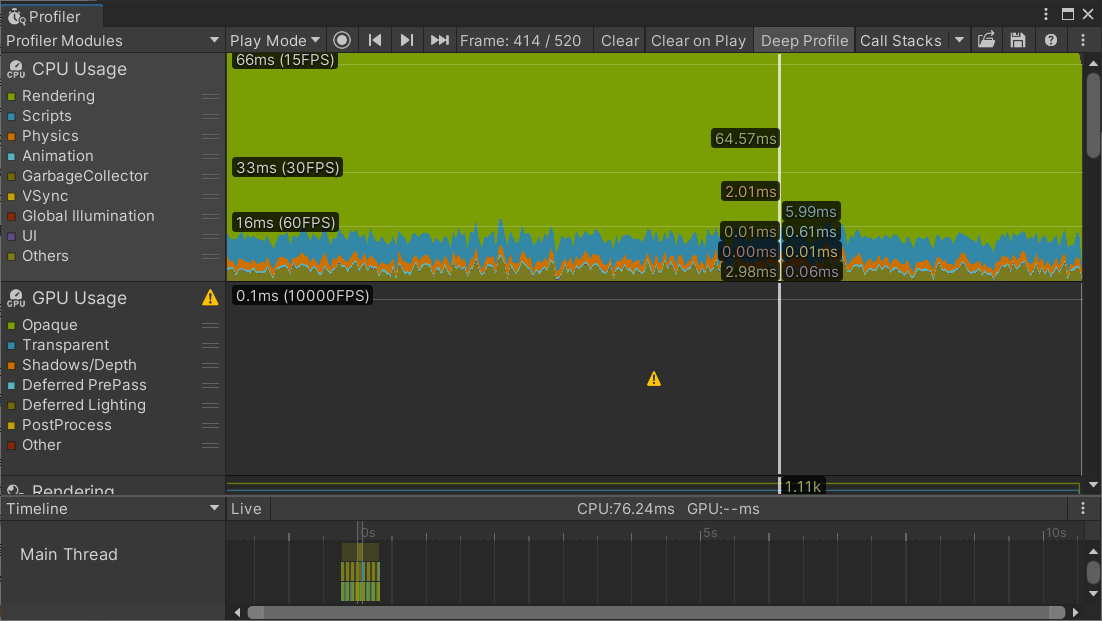 Profiler
Profiler Modules
Play Mode
Frame: 414 / 520
Clear
Clear on Play
Deep Profile
Call Stacks
CPU Usage
Rendering
Scripts
Physics
Animation
GarbageCollector
VSync
Global Illumination
UI
Others
66ms (15FPS)
33ms (30FPS)
16ms (60FPS)
64.57ms
2.01ms
5.99ms
0.01ms
0.61ms
0.00ms
0.01ms
2.98ms
0.06ms
GPU Usage
Opaque
Transparent
Shadows/Depth
Deferred PrePass
Deferred Lighting
PostProcess
Other
0.1ms (10000FPS)
Rendering
1.11k
Timeline
Live
CPU:76.24ms GPU:--ms
0s
5s
10s
Main Thread